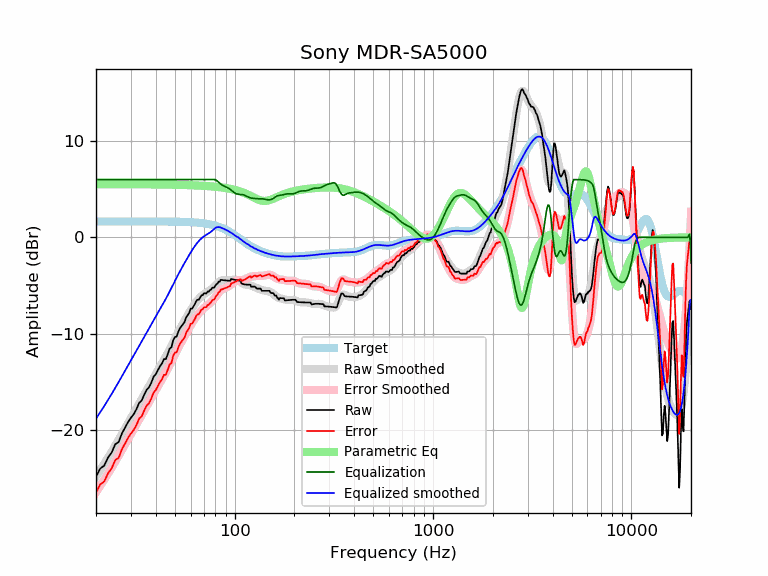 Sony MDR-SA5000
Amplitude (dBr)
10
0
−10
−20
Target
Raw Smoothed
Error Smoothed
Raw
Error
Parametric Eq
Equalization
Equalized smoothed
100 1000 10000
Frequency (Hz)